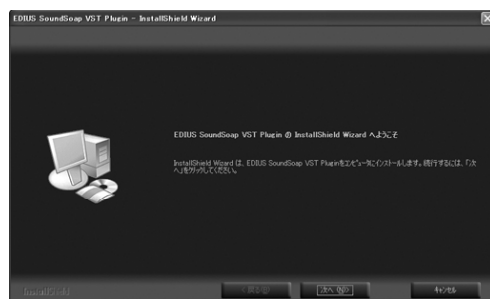 EDIUS SoundSoap VST Plugin - InstallShield Wizard
EDIUS SoundSoap VST Plugin の InstallShield Wizard へようこそ
InstallShield Wizard は、EDIUS SoundSoap VST Pluginをコンピュータにインストールします。続行するには、「次
へ」をクリックしてください。
InstallShield
< 戻る(B)
次へ(N)>
キャンセル